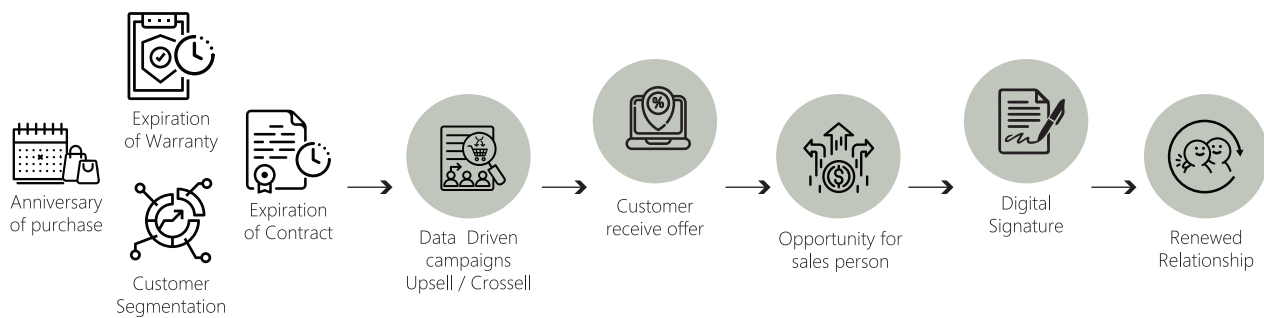 Anniversary
of purchase
Expiration
of Warranty
Customer
Segmentation
Expiration
of Contract
Data Driven
campaigns
Upsell / Crossell
%
Customer
receive offer
$
Opportunity for
sales person
Digital
Signature
Renewed
Relationship